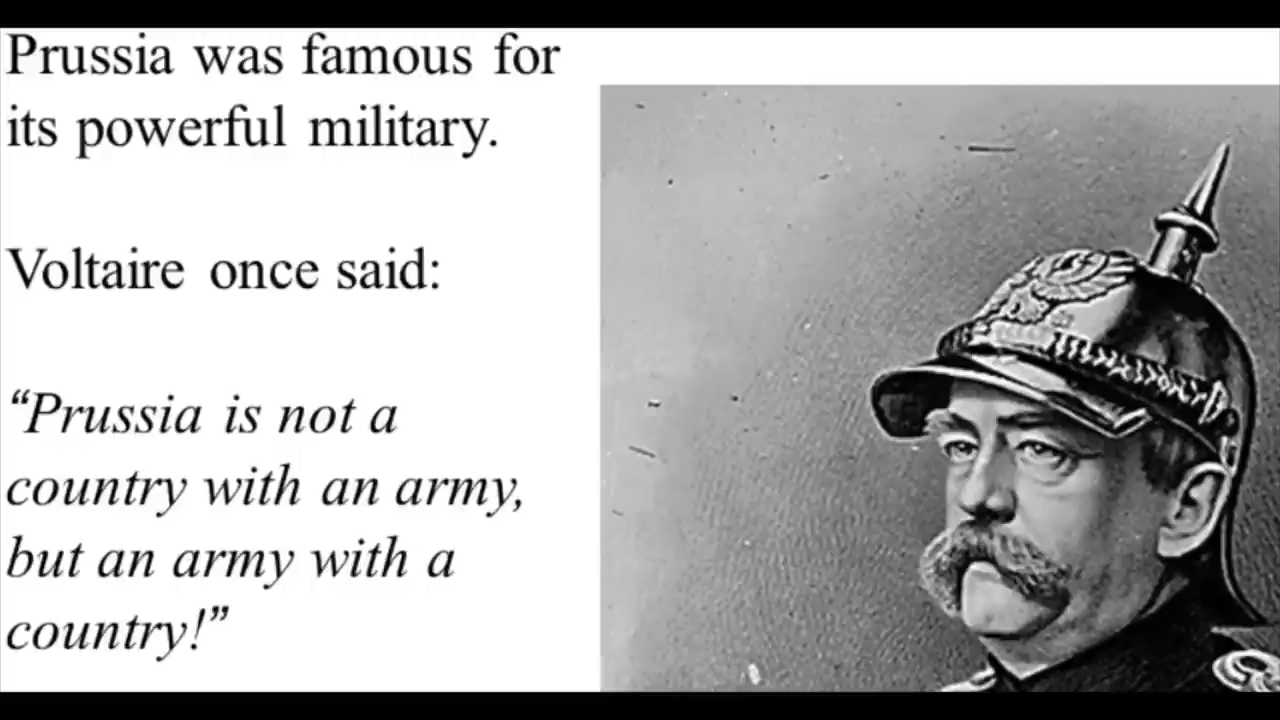 Prussia was famous for
its powerful military.
Voltaire once said:
“Prussia is not a
country with an army,
but an army with a
country!”